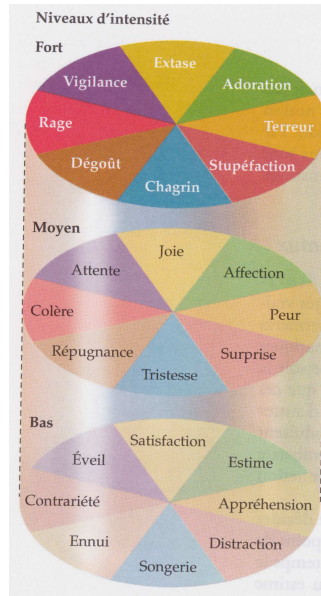 Niveaux d'intensité
Fort
Extase
Vigilance
Adoration
Rage
Terreur
Dégoût
Stupéfaction
Chagrin
Moyen
Joie
Attente
Affection
Colère
Peur
Répugnance
Surprise
Tristesse
Bas
Satisfaction
Éveil
Estime
Contrariété
Appréhension
Ennui
Distraction
Songerie